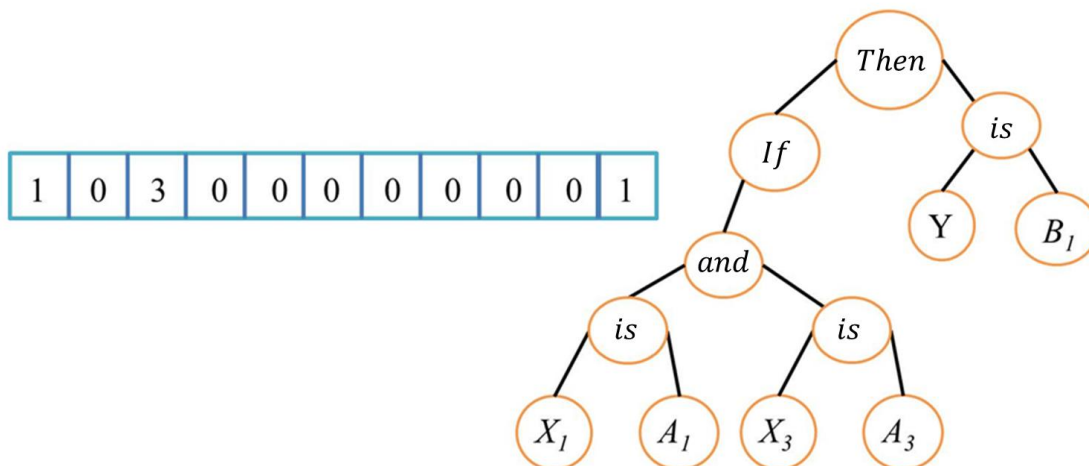 Then
If
is
1 0 3 0 0 0 0 0 0 0 1
Y
B₁
and
is
is
X₁
A₁
X₃
A₃